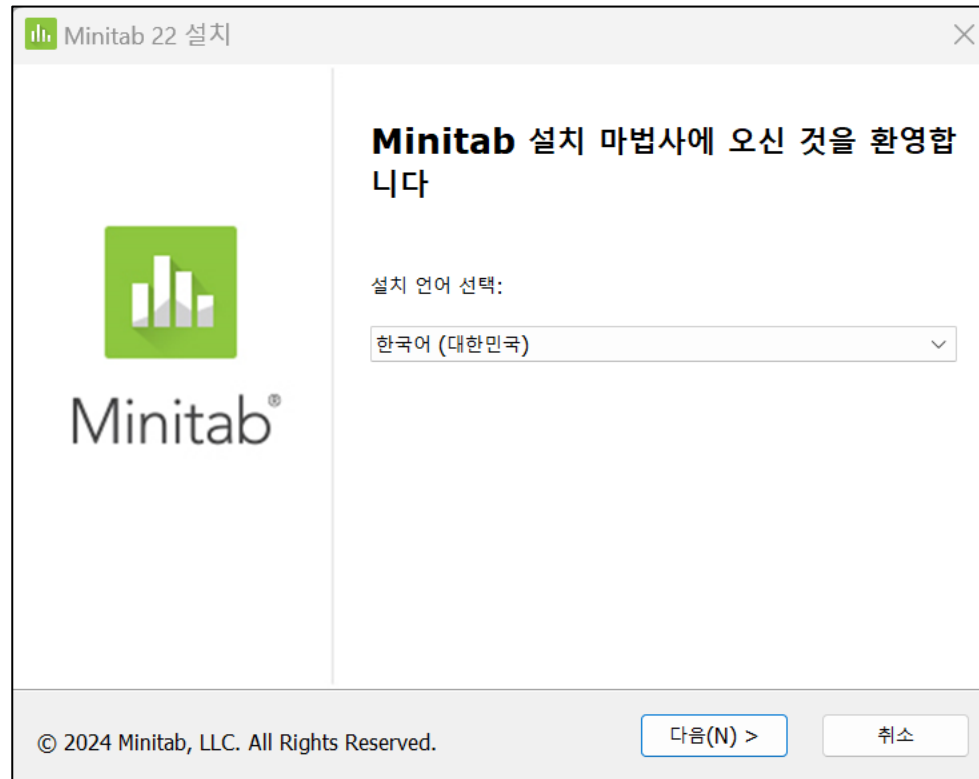 Minitab 22 설치
Minitab 설치 마법사에 오신 것을 환영합
니다
설치 언어 선택:
한국어 (대한민국)
Minitab®
© 2024 Minitab, LLC. All Rights Reserved.
다음(N) >
취소